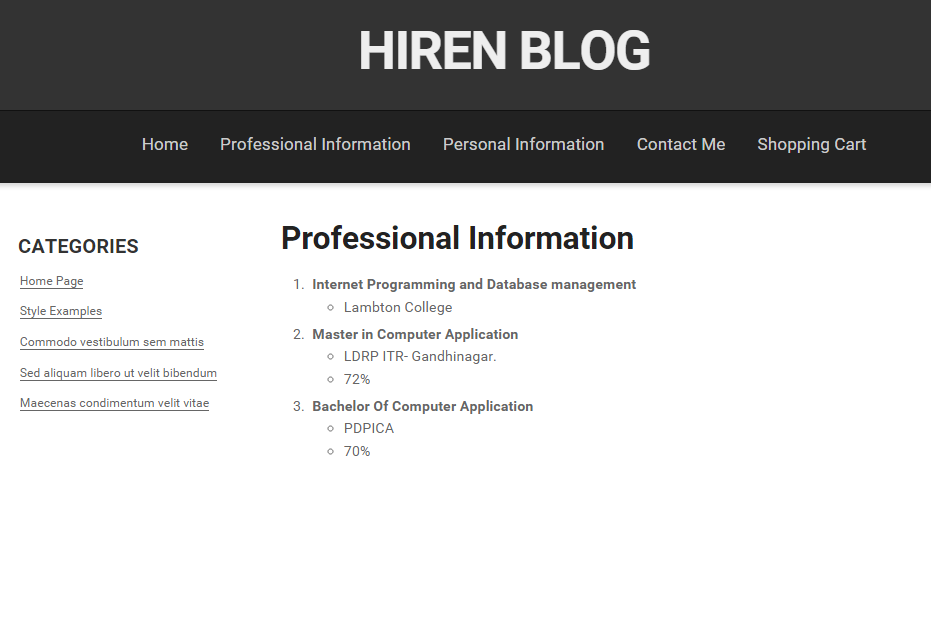 HIREN BLOG
Home Professional Information Personal Information Contact Me Shopping Cart
CATEGORIES
Home Page
Style Examples
Commodo vestibulum sem mattis
Sed aliquam libero ut velit bibendum
Maecenas condimentum velit vitae
Professional Information
1. Internet Programming and Database management
Lambton College
2. Master in Computer Application
LDRP ITR- Gandhinagar.
72%
3. Bachelor Of Computer Application
PDPICA
70%